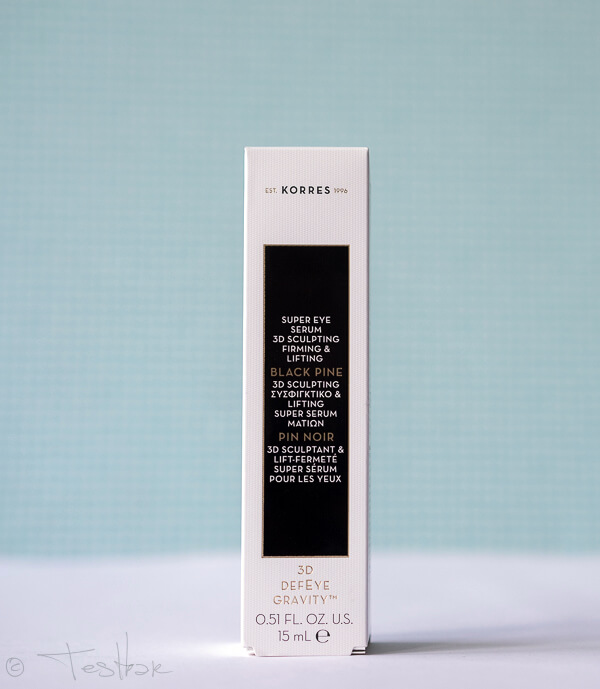 EST. KORRES 1996
SUPER EYE
SERUM
3D SCULPTING
FIRMING &
LIFTING
BLACK PINE
3D SCULPTING
ΣΥΣΦΙΓΚΤΙΚΟ &
LIFTING
SUPER SERUM
ΜΑΤΙΩΝ
PIN NOIR
3D SCULPTANT &
LIFT-FERMETÉ
SUPER SÉRUM
POUR LES YEUX
3D
DEFEYE
GRAVITY™
0.51 FL. OZ. U.S.
15 mL ℮
©